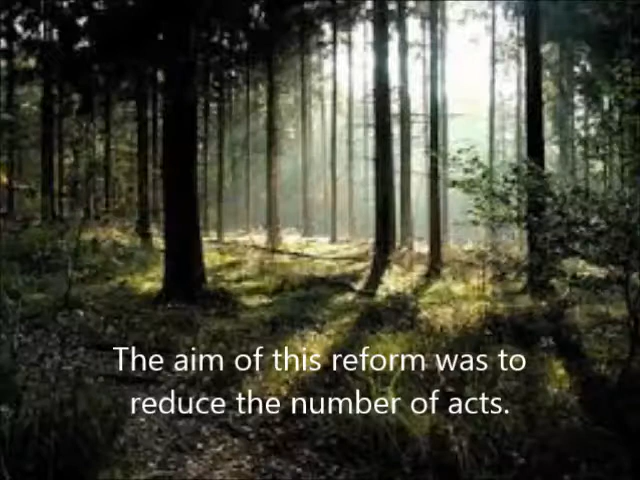 The aim of this reform was to
reduce the number of acts.